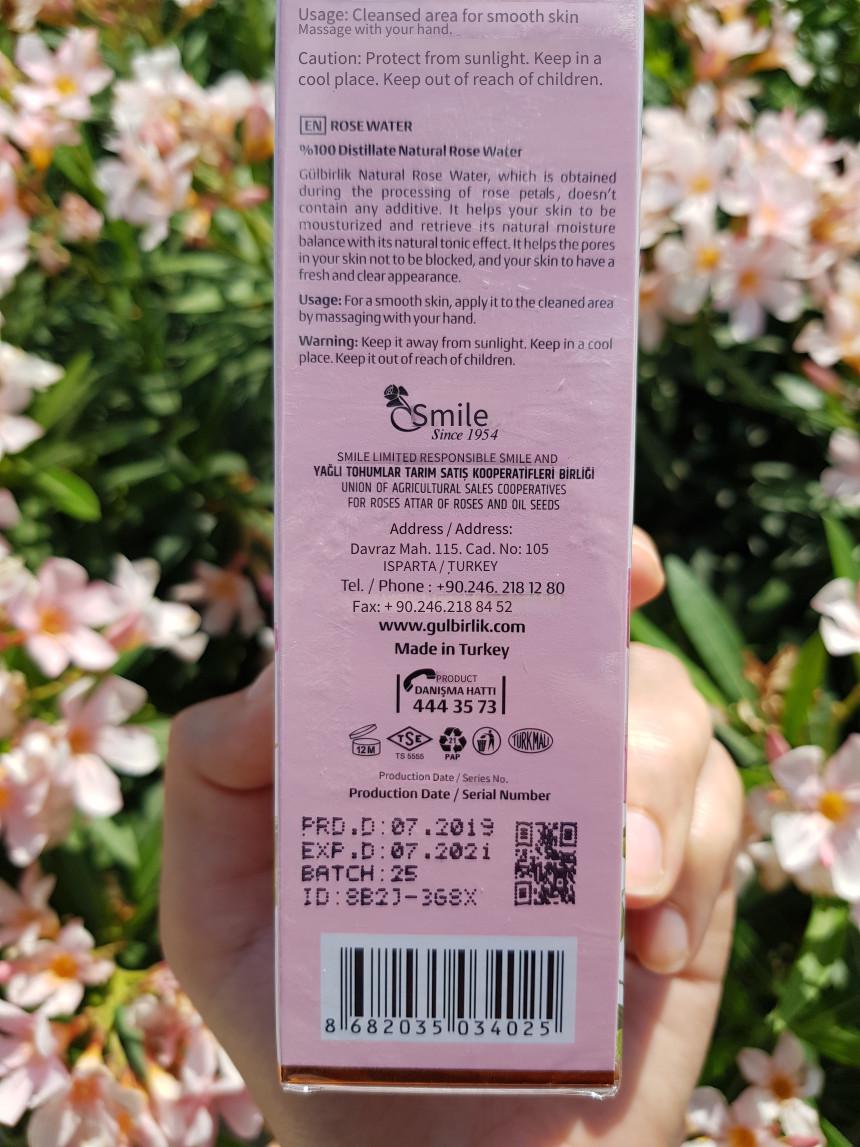 Usage: Cleansed area for smooth skin
Massage with your hand.
Caution: Protect from sunlight. Keep in a
cool place. Keep out of reach of children.
EN ROSE WATER
%100 Distillate Natural Rose Water
Gülbirlik Natural Rose Water, which is obtained
during the processing of rose petals, doesn't
contain any additive. It helps your skin to be
mousturized and retrieve its natural moisture
balance with its natural tonic effect. It helps the pores
in your skin not to be blocked, and your skin to have a
fresh and clear appearance.
Usage: For a smooth skin, apply it to the cleaned area
by massaging with your hand.
Warning: Keep it away from sunlight. Keep in a cool
place. Keep it out of reach of children.
Smile
Since 1954
SMILE LIMITED RESPONSIBLE SMILE AND
YAĞLI TOHUMLAR TARIM SATIŞ KOOPERATİFLERİ BİRLİĞİ
UNION OF AGRICULTURAL SALES COOPERATIVES
FOR ROSES ATTAR OF ROSES AND OIL SEEDS
Address / Address:
Davraz Mah. 115. Cad. No: 105
ISPARTA / TURKEY
Tel. / Phone : +90.246. 218 12 80
Fax: + 90.246.218 84 52
www.gulbirlik.com
Made in Turkey
PRODUCT
DANIŞMA HATTI
444 35 73
12 M TSE 21 TÜRK MALI
TS 5555 PAP
Production Date / Series No.
Production Date / Serial Number
PRD.D:07.2019
EXP.D:07.2021
BATCH:25
ID:8B2J-3G8X
8 682035 034025